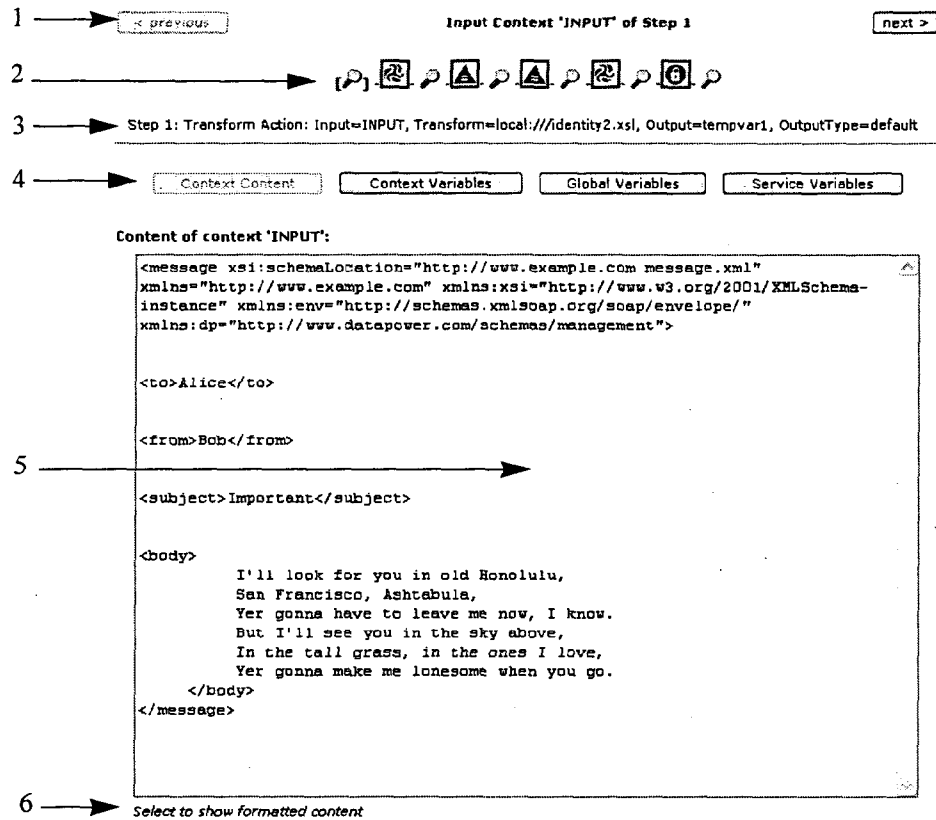 1
< previous
Input Context 'INPUT' of Step 1
next >
2
[ ]
3
Step 1: Transform Action: Input=INPUT, Transform=local:///identity2.xsl, Output=tempvar1, OutputType=default
4
Context Content
Context Variables
Global Variables
Service Variables
Content of context 'INPUT':
<message xsi:schemaLocation="http://www.example.com message.xml"
xmlns="http://www.example.com" xmlns:xsi="http://www.w3.org/2001/XMLSchema-
instance" xmlns:env="http://schemas.xmlsoap.org/soap/envelope/"
xmlns:dp="http://www.datapower.com/schemas/management">
<to>Alice</to>
<from>Bob</from>
5
<subject>Important</subject>
<body>
I'll look for you in old Honolulu,
San Francisco, Ashtabula,
Yer gonna have to leave me now, I know.
But I'll see you in the sky above,
In the tall grass, in the ones I love,
Yer gonna make me lonesome when you go.
</body>
</message>
6
Select to show formatted content